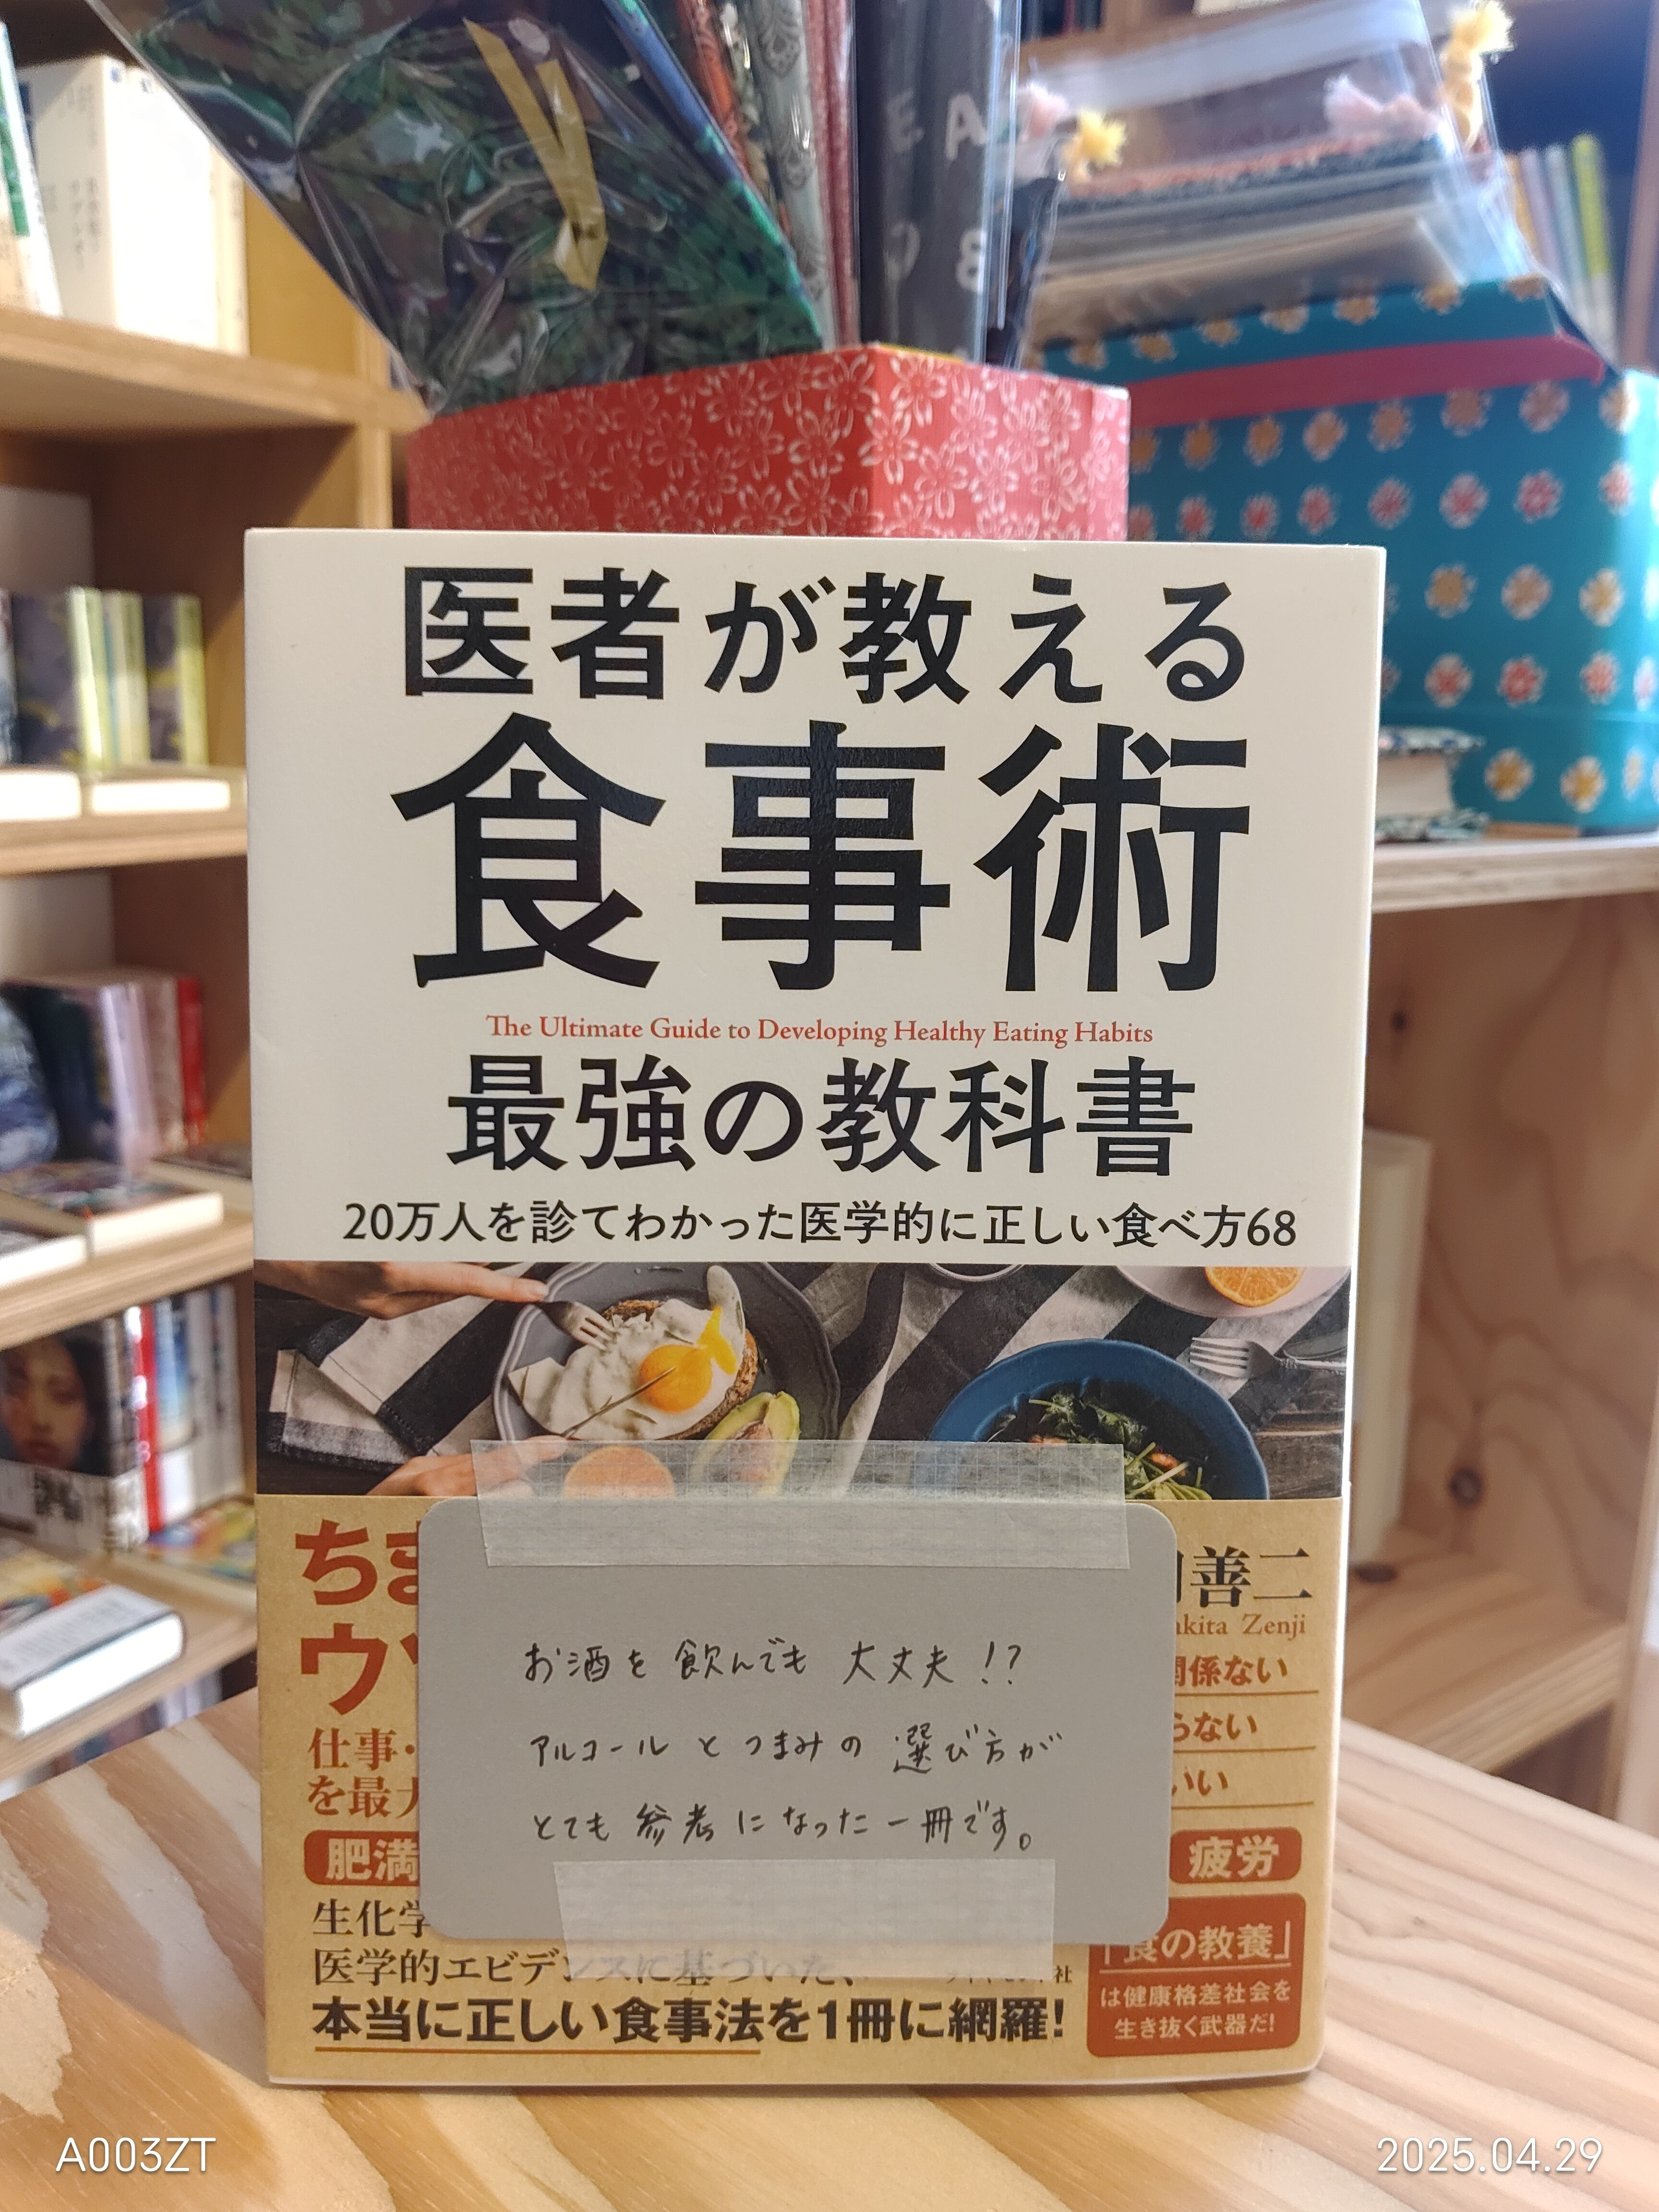 医者が教える
食事術
The Ultimate Guide to Developing Healthy Eating Habits
最強の教科書
20万人を診てわかった医学的に正しい食べ方68
善二
Zenji
お酒を飲んでも大丈夫!?
アルコールとつまみの選び方が
とても参考になった一冊です。
関係ない
らない
いい
仕事・
肥満
疲労
生化学
医学的エビデンスに基づいた、
本当に正しい食事法を1冊に網羅!
「食の教養」
は健康格差社会を
生き抜く武器だ!
A003ZT
2025.04.29